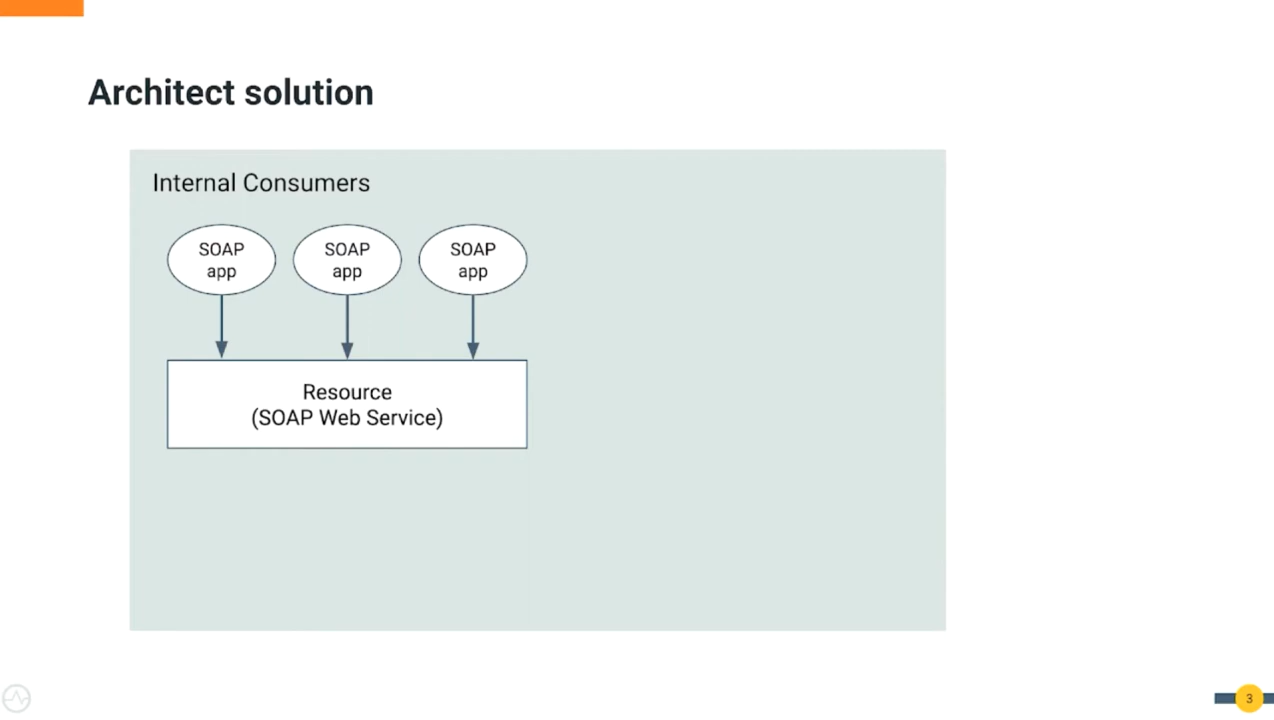 Architect solution
Internal Consumers
SOAP
app
SOAP
app
SOAP
app
Resource
(SOAP Web Service)
3